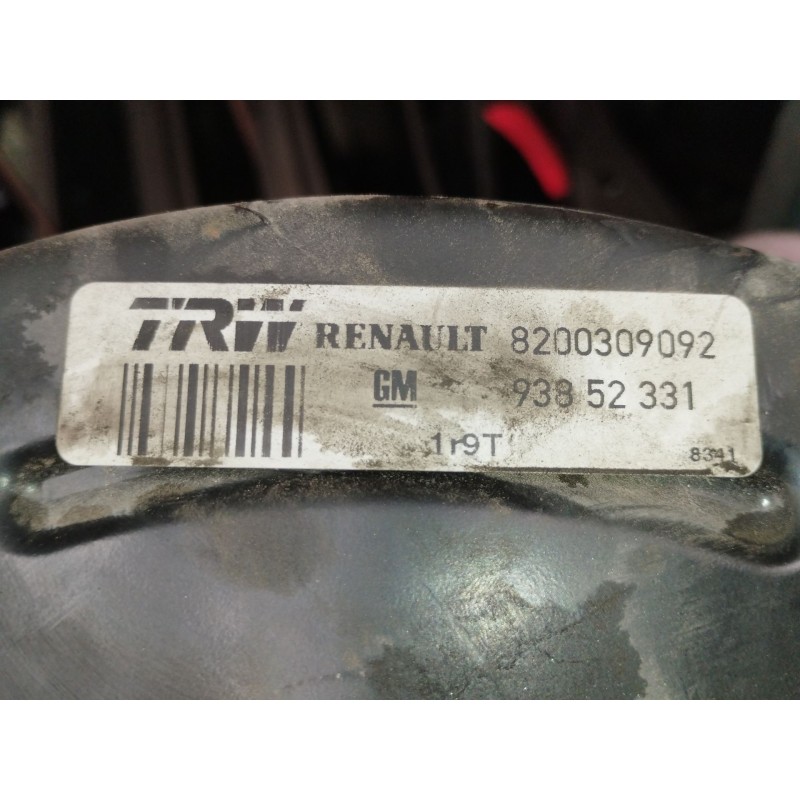 TRW RENAULT 8200309092
GM 938 52 331
1r9T 8341